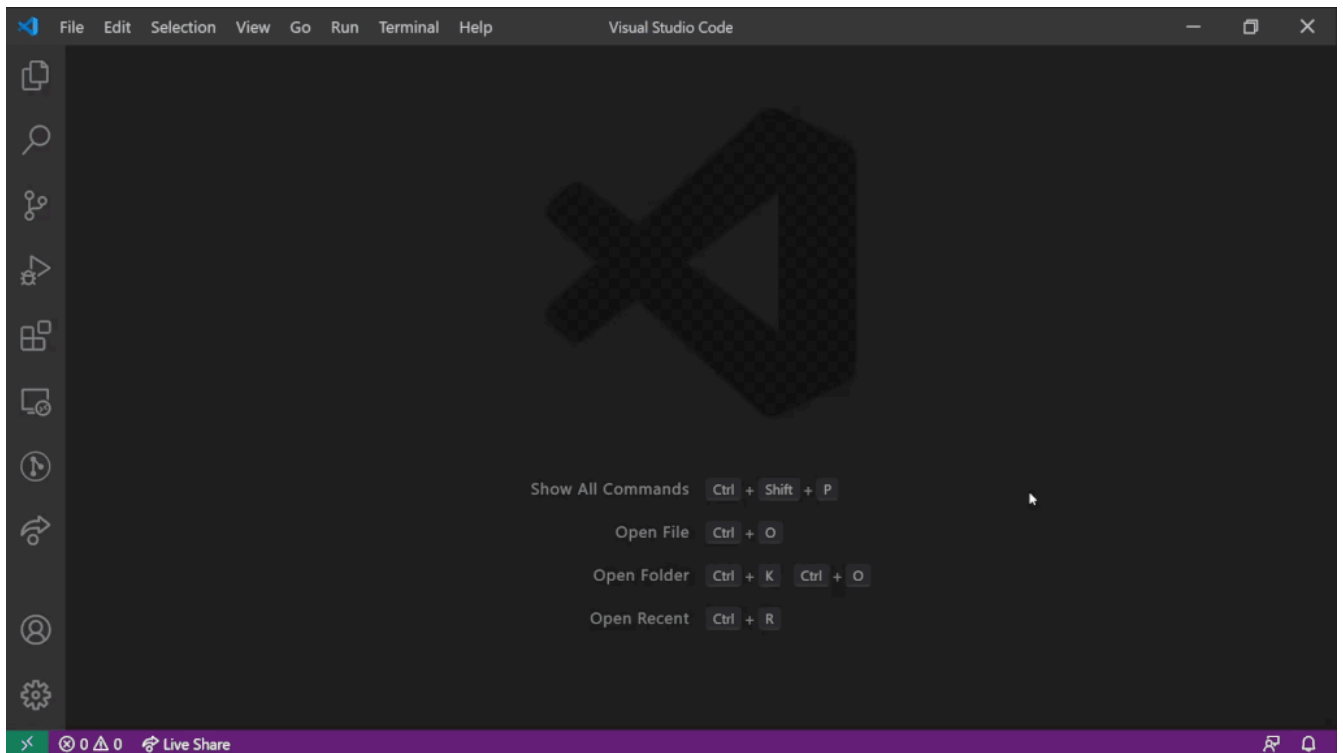 File Edit Selection View Go Run Terminal Help Visual Studio Code
Show All Commands Ctrl + Shift + P
Open File Ctrl + O
Open Folder Ctrl + K Ctrl + O
Open Recent Ctrl + R
0 0 Live Share